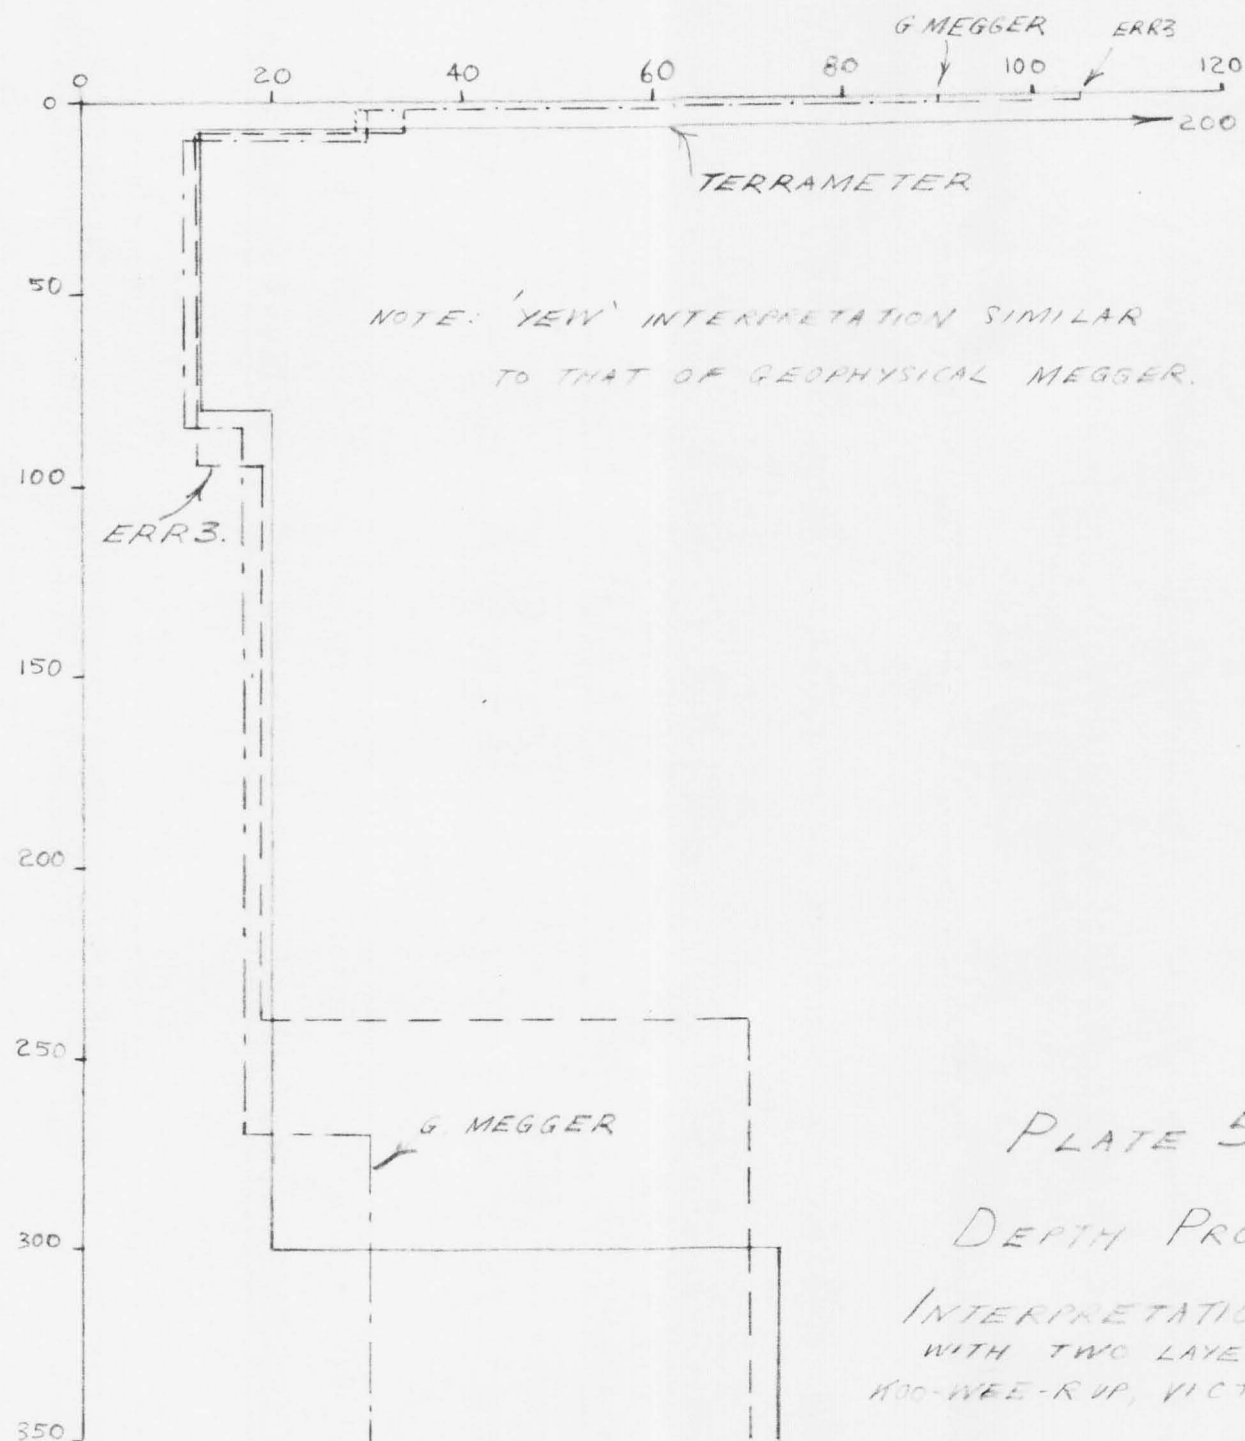 G MEGGER ERR3
0 20 40 60 80 100 120
0
200
TERRAMETER
50
NOTE: 'YEW' INTERPRETATION SIMILAR
TO THAT OF GEOPHYSICAL MEGGER.
100
ERR3.
150
200
250
G. MEGGER
PLATE 5
300
DEPTH PRO
INTERPRETATIO
WITH TWO LAYE
KOO-WEE-RUP, VICT
350